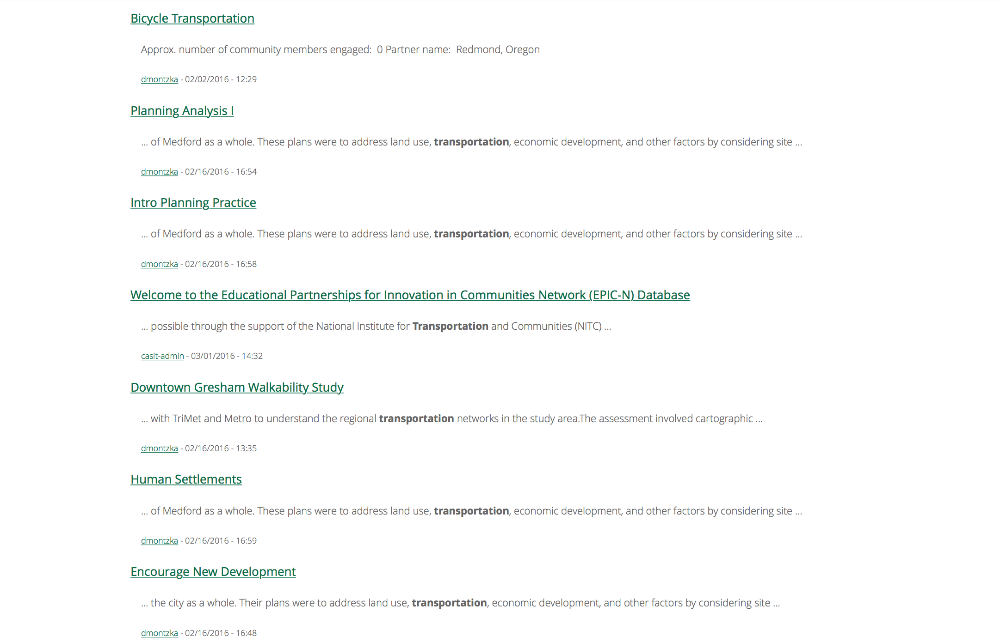 Bicycle Transportation
Approx. number of community members engaged:  0 Partner name:  Redmond, Oregon
dmontzka - 02/02/2016 - 12:29
Planning Analysis I
... of Medford as a whole. These plans were to address land use, transportation, economic development, and other factors by considering site ...
dmontzka - 02/16/2016 - 16:54
Intro Planning Practice
... of Medford as a whole. These plans were to address land use, transportation, economic development, and other factors by considering site ...
dmontzka - 02/16/2016 - 16:58
Welcome to the Educational Partnerships for Innovation in Communities Network (EPIC-N) Database
... possible through the support of the National Institute for Transportation and Communities (NITC) ...
casit-admin - 03/01/2016 - 14:32
Downtown Gresham Walkability Study
... with TriMet and Metro to understand the regional transportation networks in the study area.The assessment involved cartographic ...
dmontzka - 02/16/2016 - 13:35
Human Settlements
... of Medford as a whole. These plans were to address land use, transportation, economic development, and other factors by considering site ...
dmontzka - 02/16/2016 - 16:59
Encourage New Development
... the city as a whole. Their plans were to address land use, transportation, economic development, and other factors by considering site ...
dmontzka - 02/16/2016 - 16:48